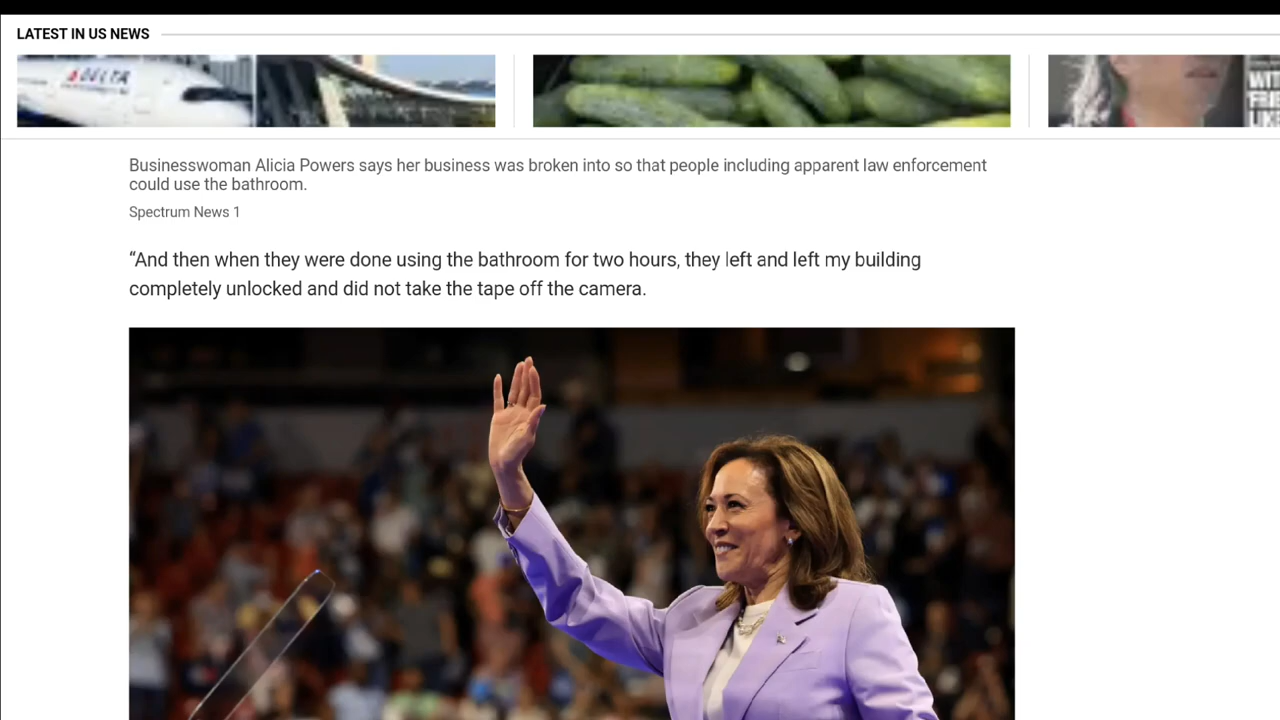 LATEST IN US NEWS
DELTA
WIT
LIK
Businesswoman Alicia Powers says her business was broken into so that people including apparent law enforcement
could use the bathroom.
Spectrum News 1
“And then when they were done using the bathroom for two hours, they left and left my building
completely unlocked and did not take the tape off the camera.